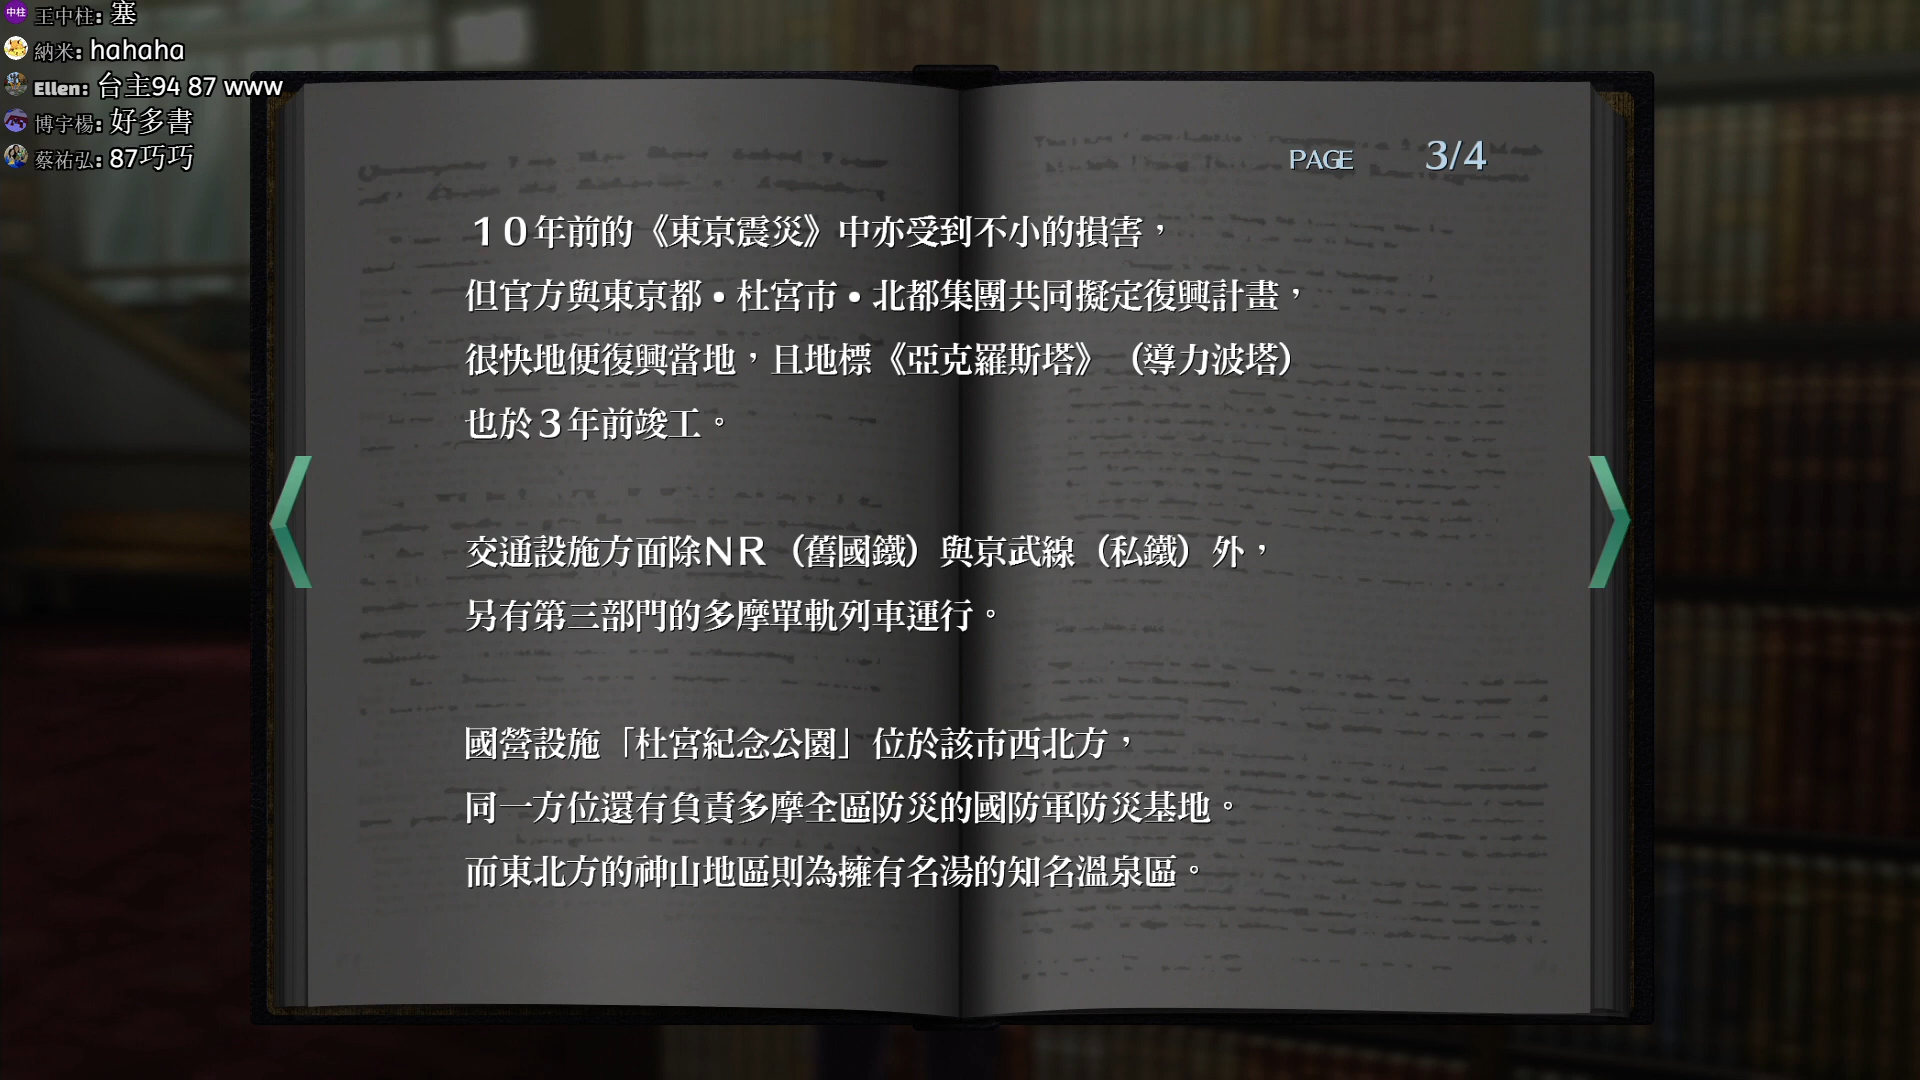 王中柱: 塞
納米: hahaha
Ellen: 台主94 87 www
博宇楊: 好多書
蔡祐弘: 87巧巧
PAGE 3/4
10年前的《東京震災》中亦受到不小的損害，
但官方與東京都•杜宮市•北都集團共同擬定復興計畫，
很快地便復興當地，且地標《亞克羅斯塔》（導力波塔）
也於3年前竣工。
交通設施方面除NR（舊國鐵）與京武線（私鐵）外，
另有第三部門的多摩單軌列車運行。
國營設施「杜宮紀念公園」位於該市西北方，
同一方位還有負責多摩全區防災的國防軍防災基地。
而東北方的神山地區則為擁有名湯的知名溫泉區。